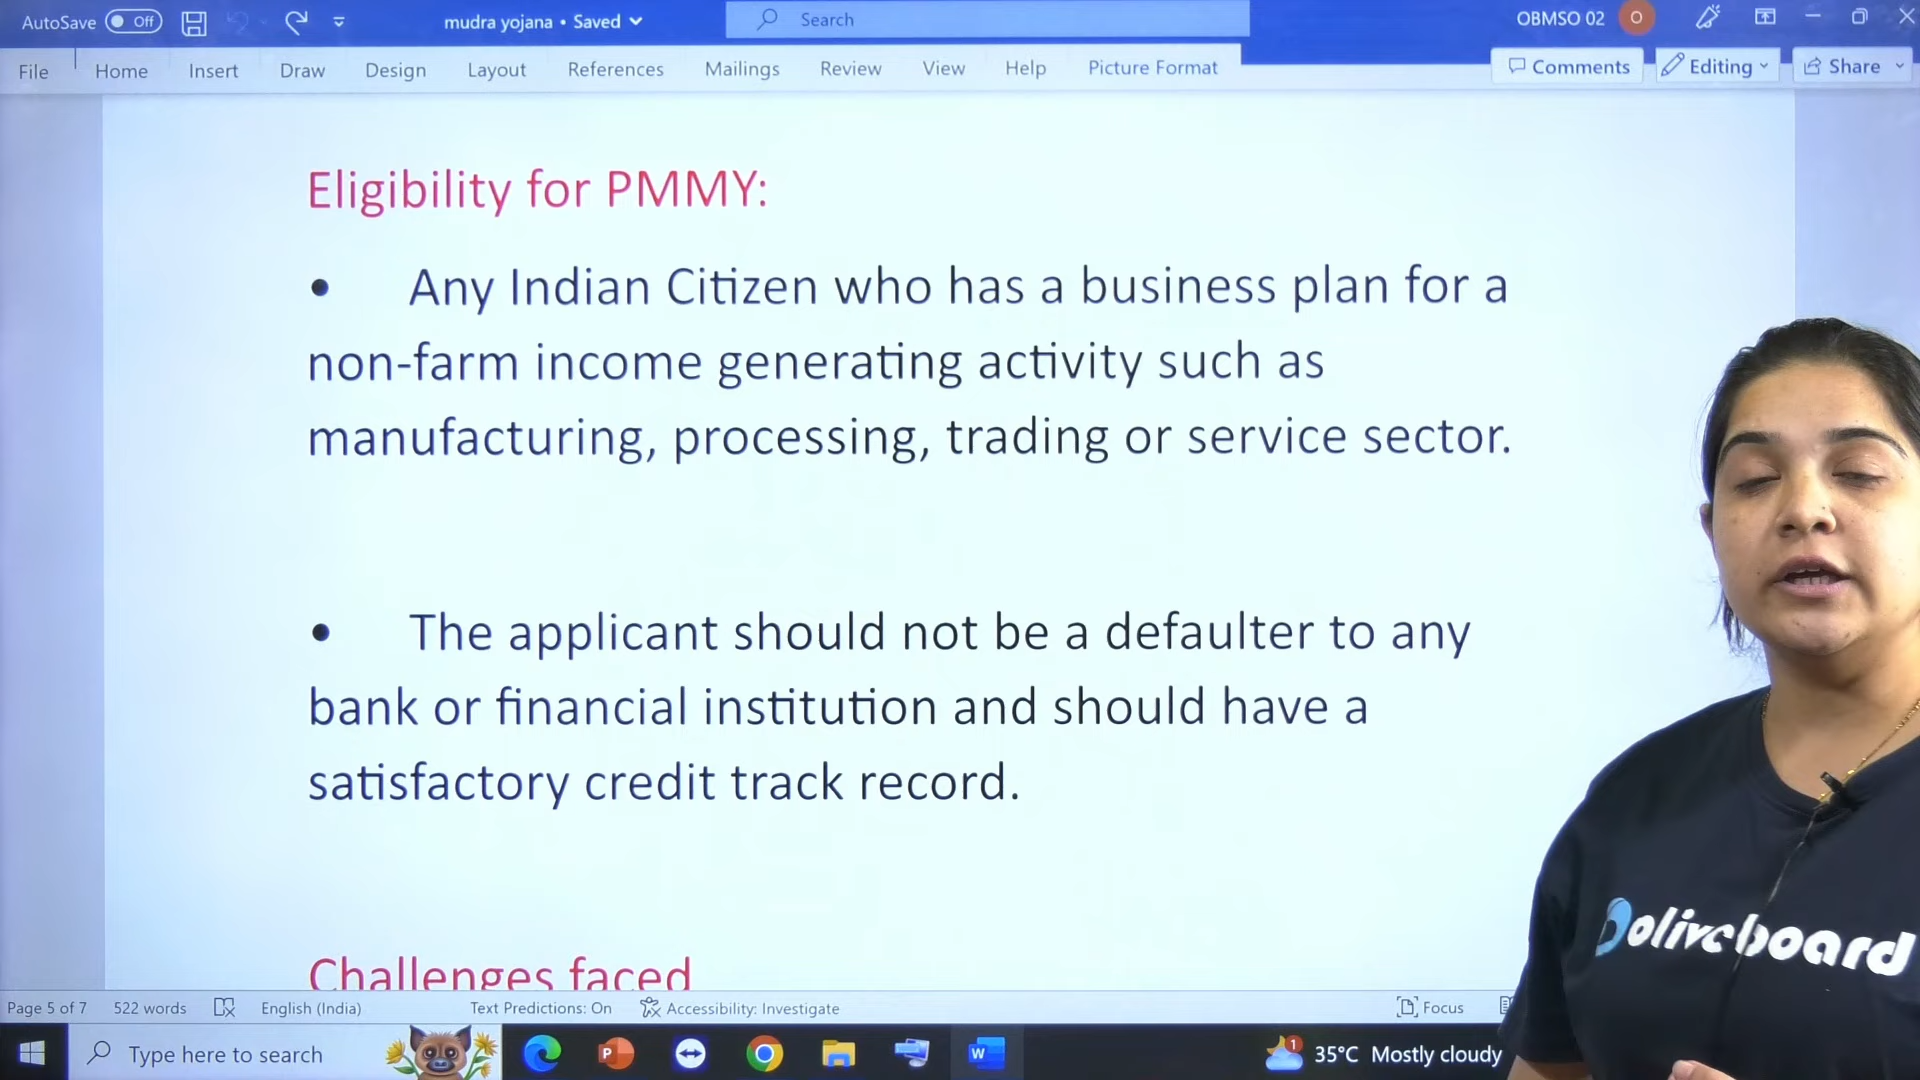 AutoSave Off mudra yojana • Saved Search OBMSO 02 O
File Home Insert Draw Design Layout References Mailings Review View Help Picture Format Comments Editing Share
Eligibility for PMMY:
• Any Indian Citizen who has a business plan for a
non-farm income generating activity such as
manufacturing, processing, trading or service sector.
• The applicant should not be a defaulter to any
bank or financial institution and should have a
satisfactory credit track record.
Challenges faced
oliveboard
Page 5 of 7 522 words English (India) Text Predictions: On Accessibility: Investigate Focus
Type here to search P W 1 35°C Mostly cloudy